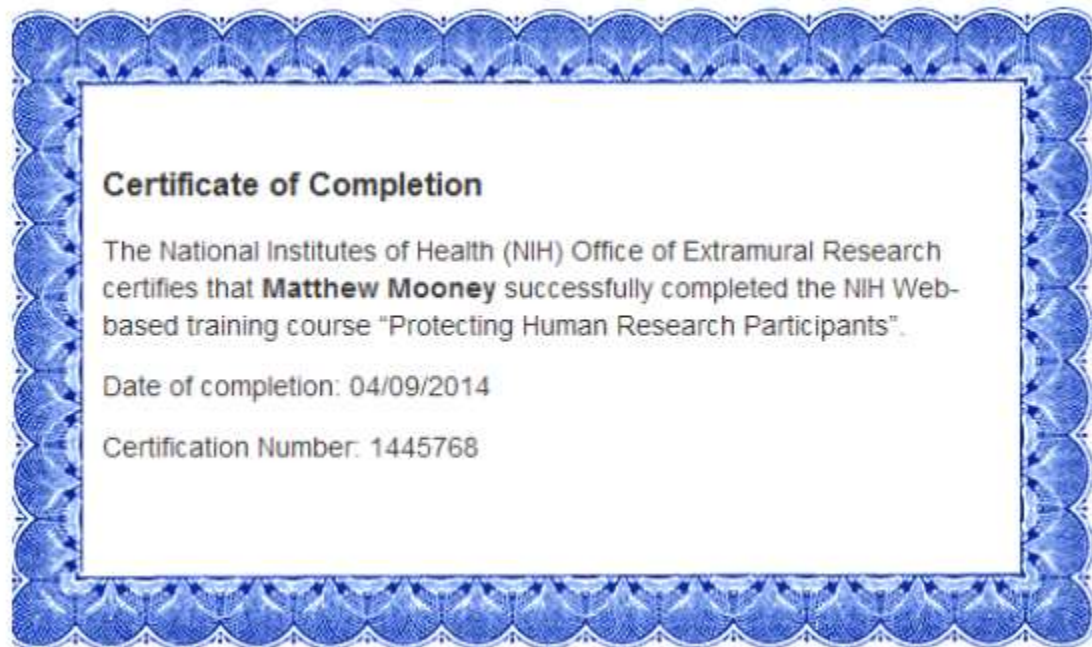 Certificate of Completion
The National Institutes of Health (NIH) Office of Extramural Research
certifies that Matthew Mooney successfully completed the NIH Web-
based training course “Protecting Human Research Participants”.
Date of completion: 04/09/2014
Certification Number: 1445768